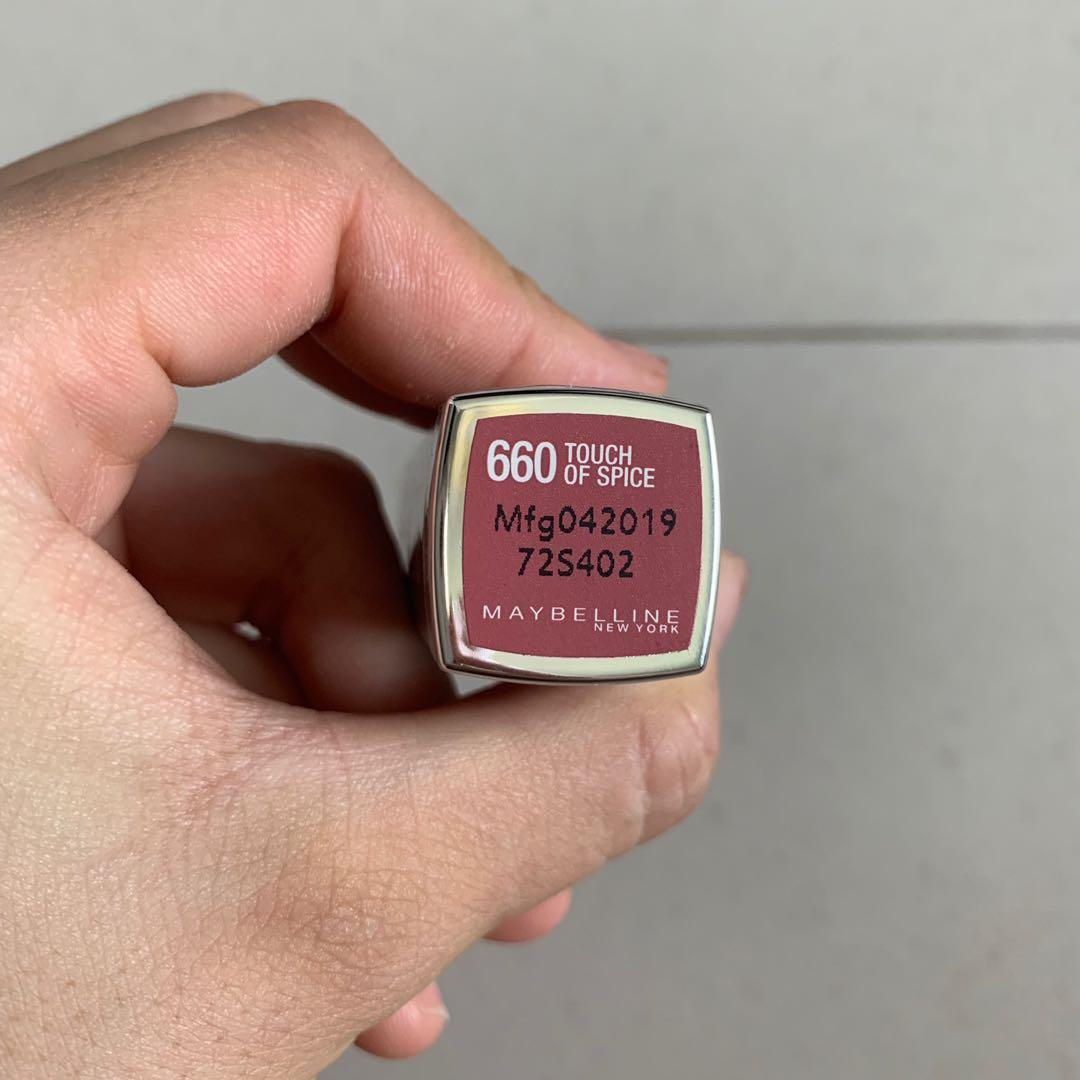 660 TOUCH
OF SPICE
Mfg042019
72S402
MAYBELLINE
NEW YORK